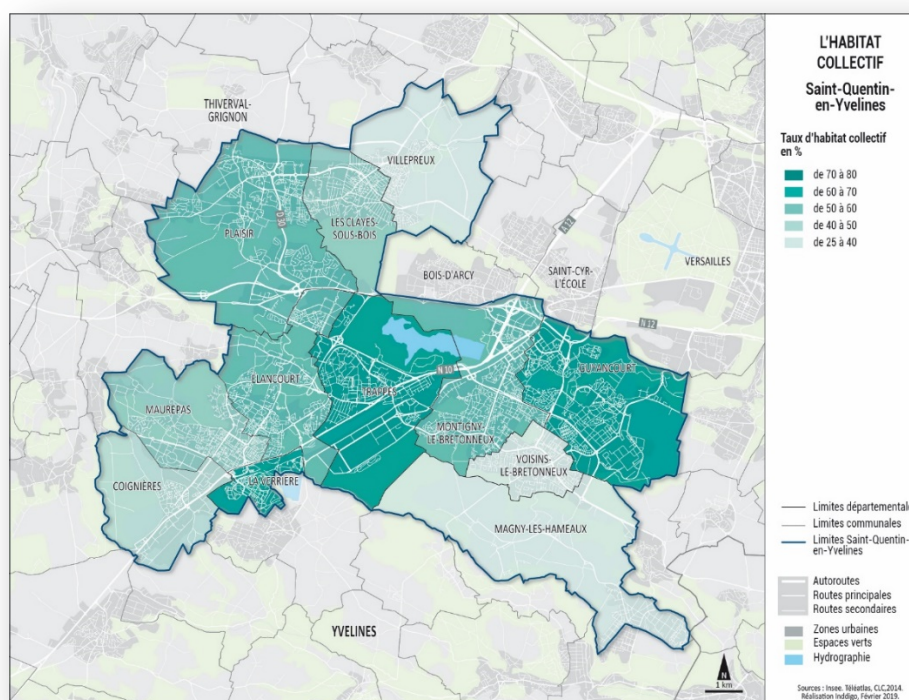 L'HABITAT
COLLECTIF
Saint-Quentin-
en-Yvelines
Taux d'habitat collectif
en %
de 70 à 80
de 60 à 70
de 50 à 60
de 40 à 50
de 25 à 40
THIVERVAL-
GRIGNON
VILLEPREUX
PLAISIR
LES CLAYES-
SOUS-BOIS
N 12
BOIS-D'ARCY
SAINT-CYR-
L'ÉCOLE
VERSAILLES
N 12
ÉLANCOURT
TRAPPES
N 10
GUYANCOURT
MAUREPAS
MONTIGNY-
LE-BRETONNEUX
VOISINS-
LE-BRETONNEUX
COIGNIÈRES
LA VERRIÈRE
MAGNY-LES-HAMEAUX
YVELINES
Limites départementale
Limites communales
Limites Saint-Quentin-
en-Yvelines
Autoroutes
Routes principales
Routes secondaires
Zones urbaines
Espaces verts
Hydrographie
N
1 km
Sources : Insee, Téléatlas, CLC,2014.
Réalisation Inddigo, Février 2019.